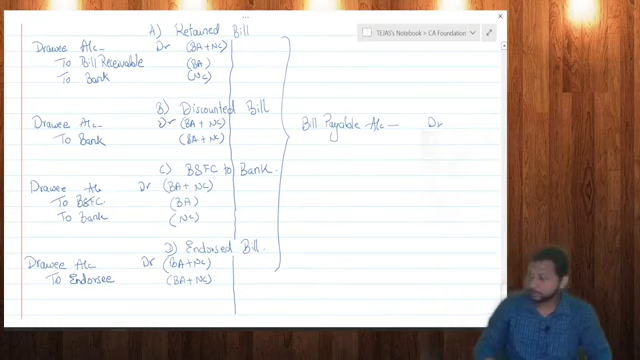 TEJAS's Notebook > CA Foundation
A) Retained Bill
Drawee A/c Dr (BA+NC)
To Bill Receivable (BA)
To Bank (NC)
B) Discounted Bill
Drawee A/c Dr (BA + NC)
To Bank (BA + NC)
C) BSFC to Bank.
Drawee A/c Dr (BA + NC)
To BSFC. (BA)
To Bank (NC)
D) Endorsed Bill.
Drawee A/c Dr (BA+NC)
To Endorsee (BA+NC).
Bill Payable A/c — Dr